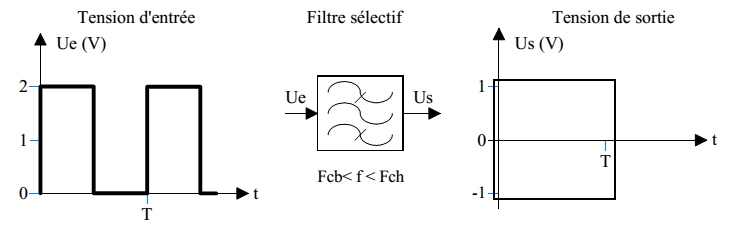 Tension d'entrée
Filtre sélectif
Tension de sortie
Ue (V)
Us (V)
2
1
0
T
t
Ue
Us
Fcb< f < Fch
1
0
-1
T
t